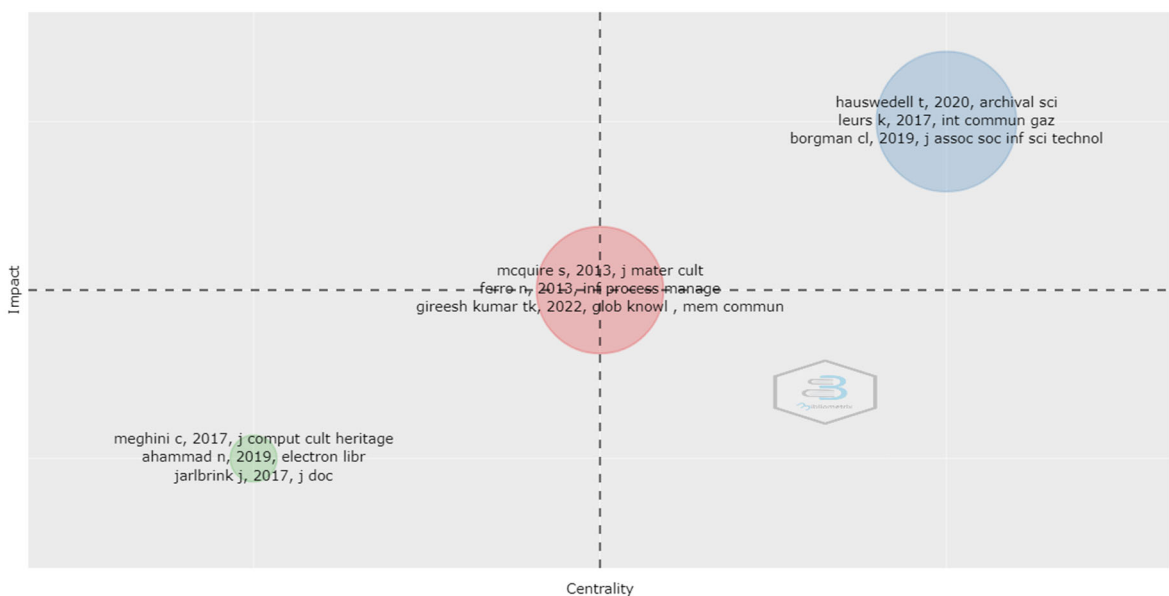 hauswedell t, 2020, archival sci
leurs k, 2017, int commun gaz
borgman cl, 2019, j assoc soc inf sci technol
mcquire s, 2013, j mater cult
ferro n, 2013, inf process manage
gireesh kumar tk, 2022, glob knowl , mem commun
Impact
meghini c, 2017, j comput cult heritage
ahammad n, 2019, electron libr
jarlbrink j, 2017, j doc
Centrality